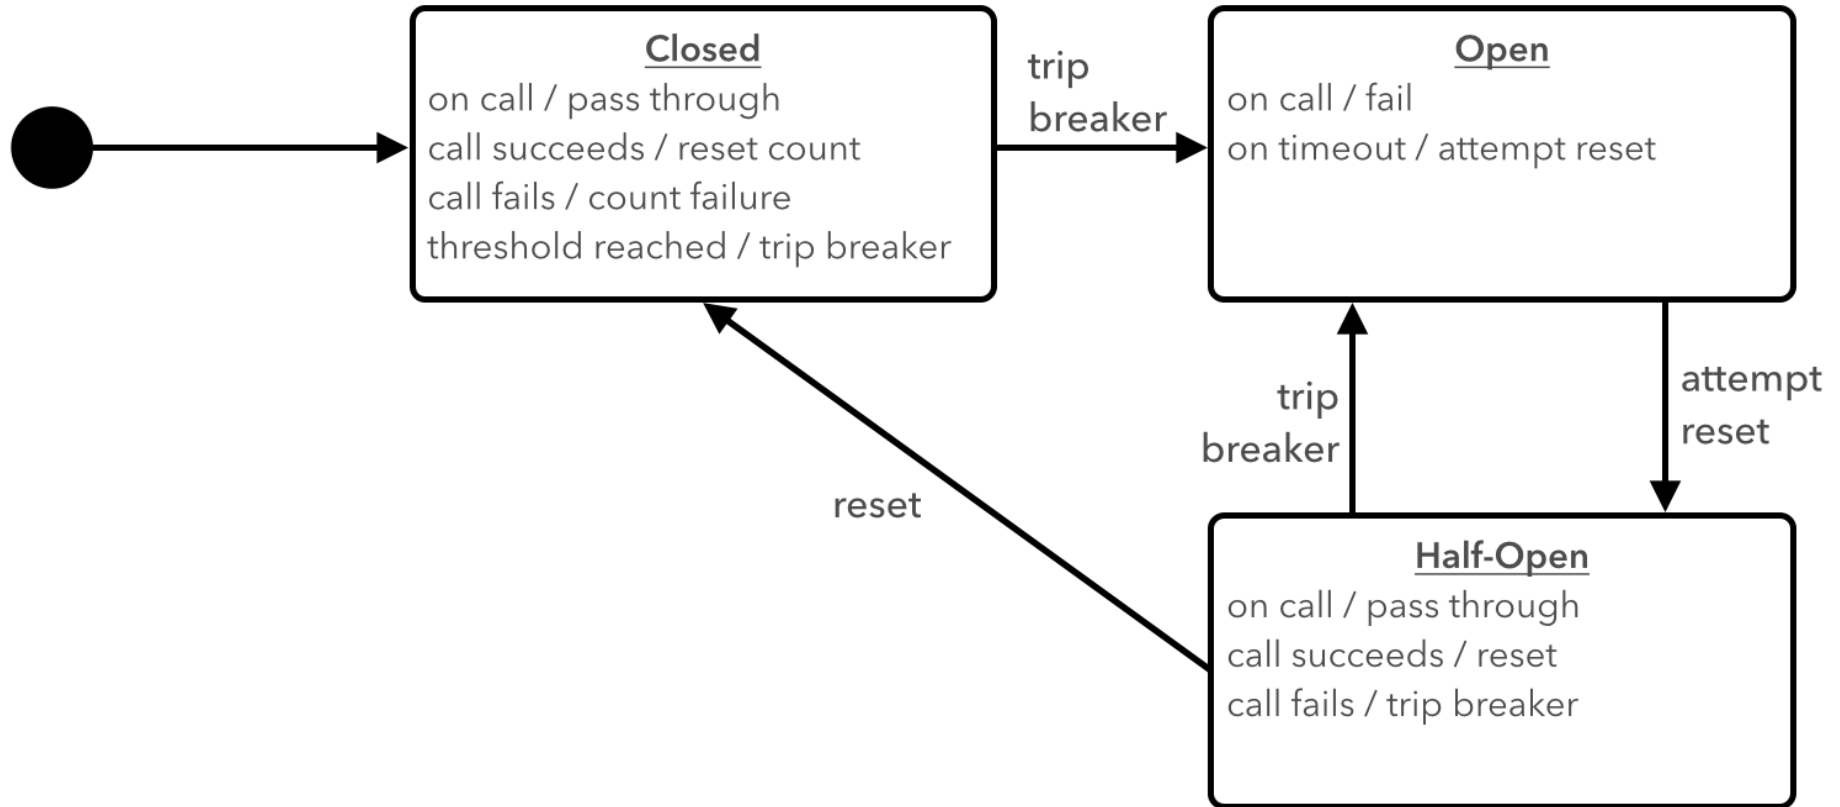 Closed
on call / pass through
call succeeds / reset count
call fails / count failure
threshold reached / trip breaker
trip
breaker
Open
on call / fail
on timeout / attempt reset
trip
breaker
attempt
reset
reset
Half-Open
on call / pass through
call succeeds / reset
call fails / trip breaker